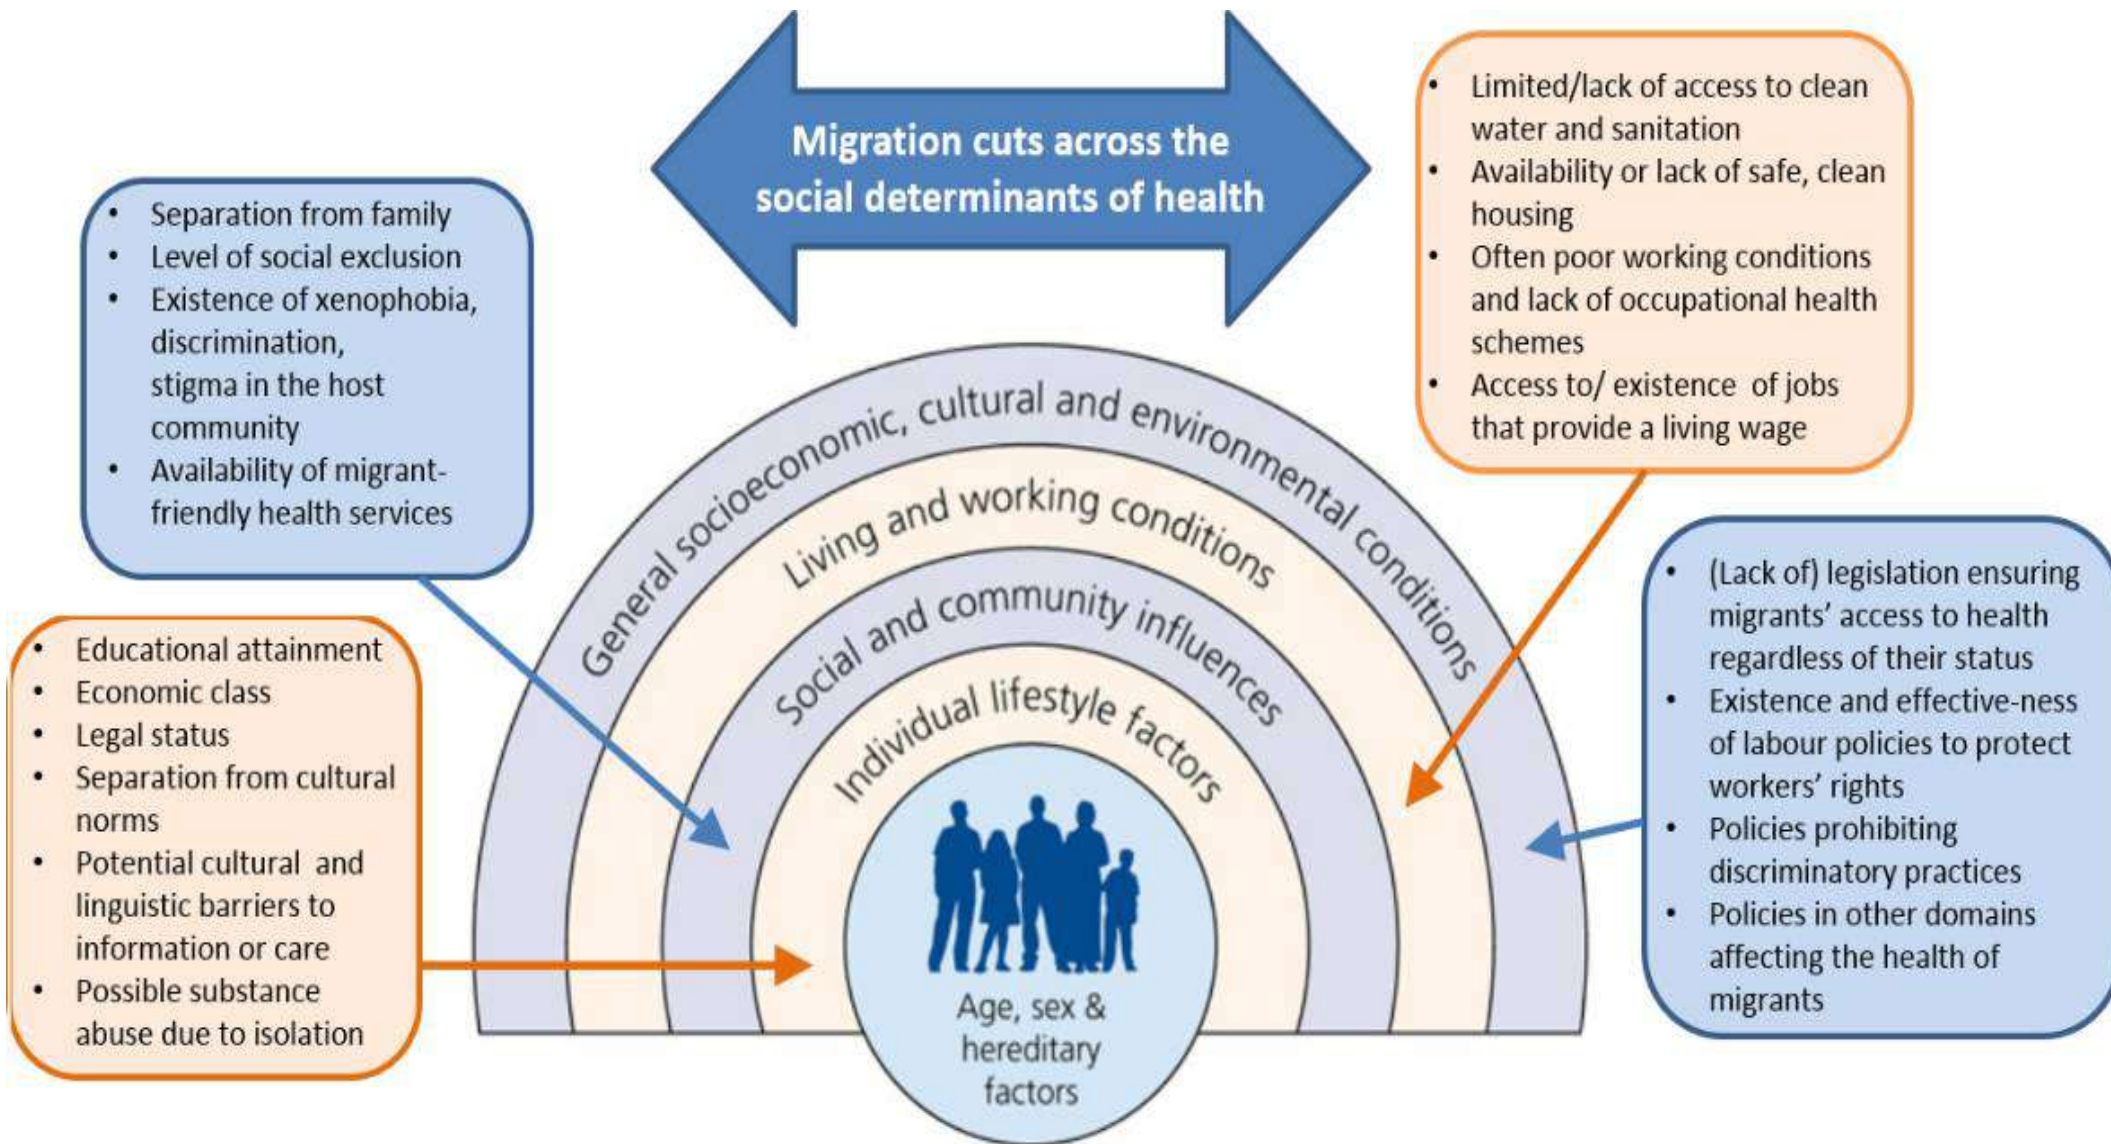 Migration cuts across the
social determinants of health
• Separation from family
• Level of social exclusion
• Existence of xenophobia,
discrimination,
stigma in the host
community
• Availability of migrant-
friendly health services
• Educational attainment
• Economic class
• Legal status
• Separation from cultural
norms
• Potential cultural and
linguistic barriers to
information or care
• Possible substance
abuse due to isolation
General socioeconomic, cultural and environmental conditions
Living and working conditions
Social and community influences
Individual lifestyle factors
Age, sex &
hereditary
factors
• Limited/lack of access to clean
water and sanitation
• Availability or lack of safe, clean
housing
• Often poor working conditions
and lack of occupational health
schemes
• Access to/ existence of jobs
that provide a living wage
• (Lack of) legislation ensuring
migrants’ access to health
regardless of their status
• Existence and effective-ness
of labour policies to protect
workers’ rights
• Policies prohibiting
discriminatory practices
• Policies in other domains
affecting the health of
migrants